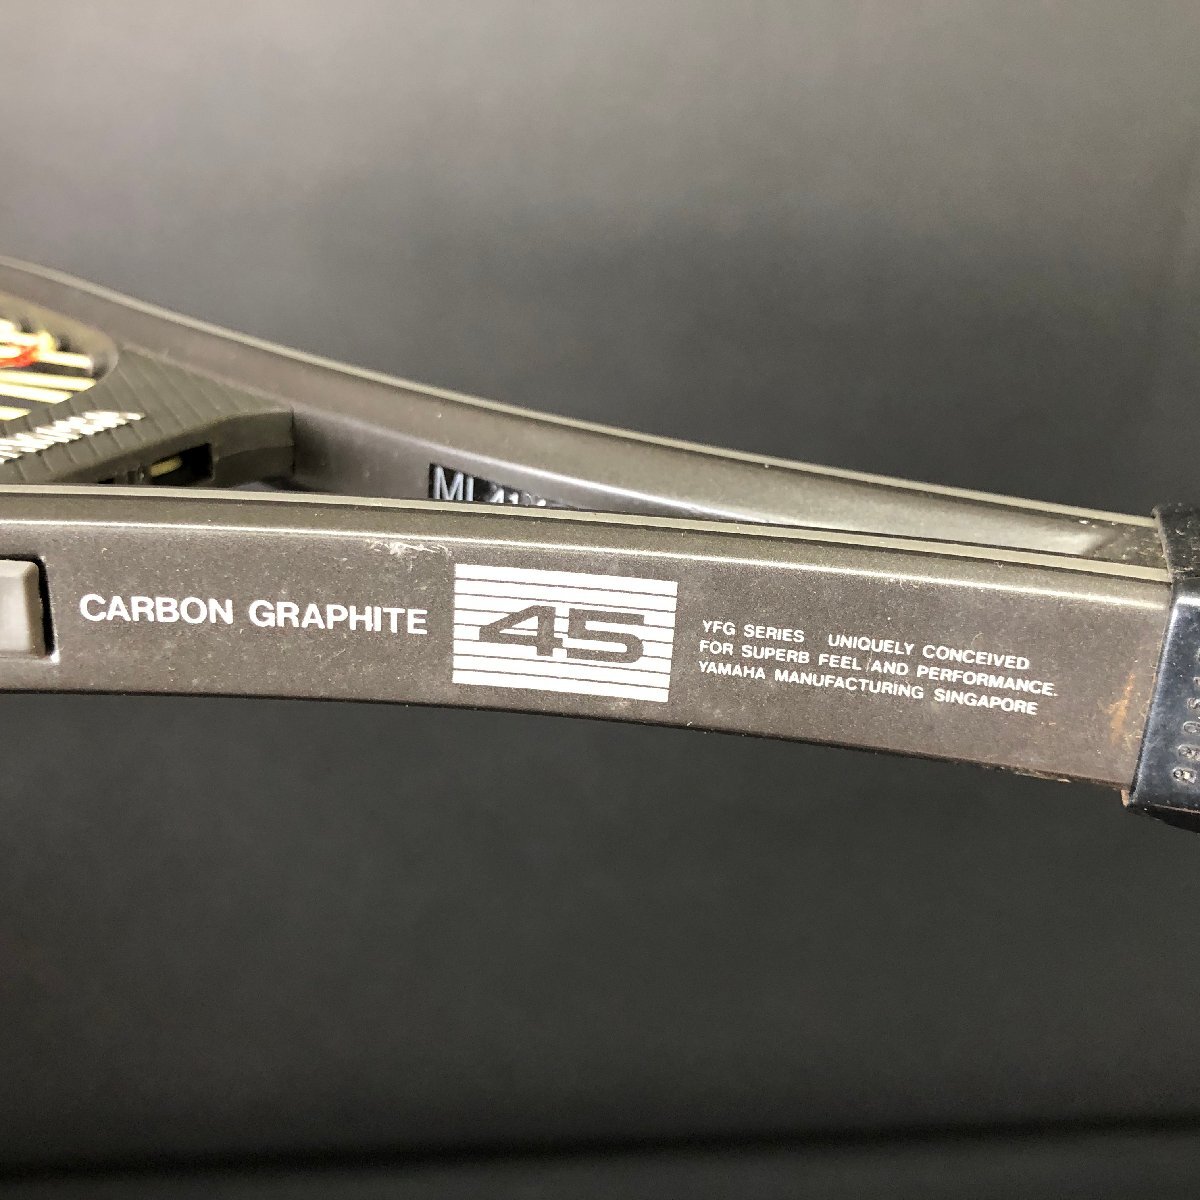 CARBON GRAPHITE
45
YFG SERIES UNIQUELY CONCEIVED
FOR SUPERB FEEL AND PERFORMANCE.
YAMAHA MANUFACTURING SINGAPORE